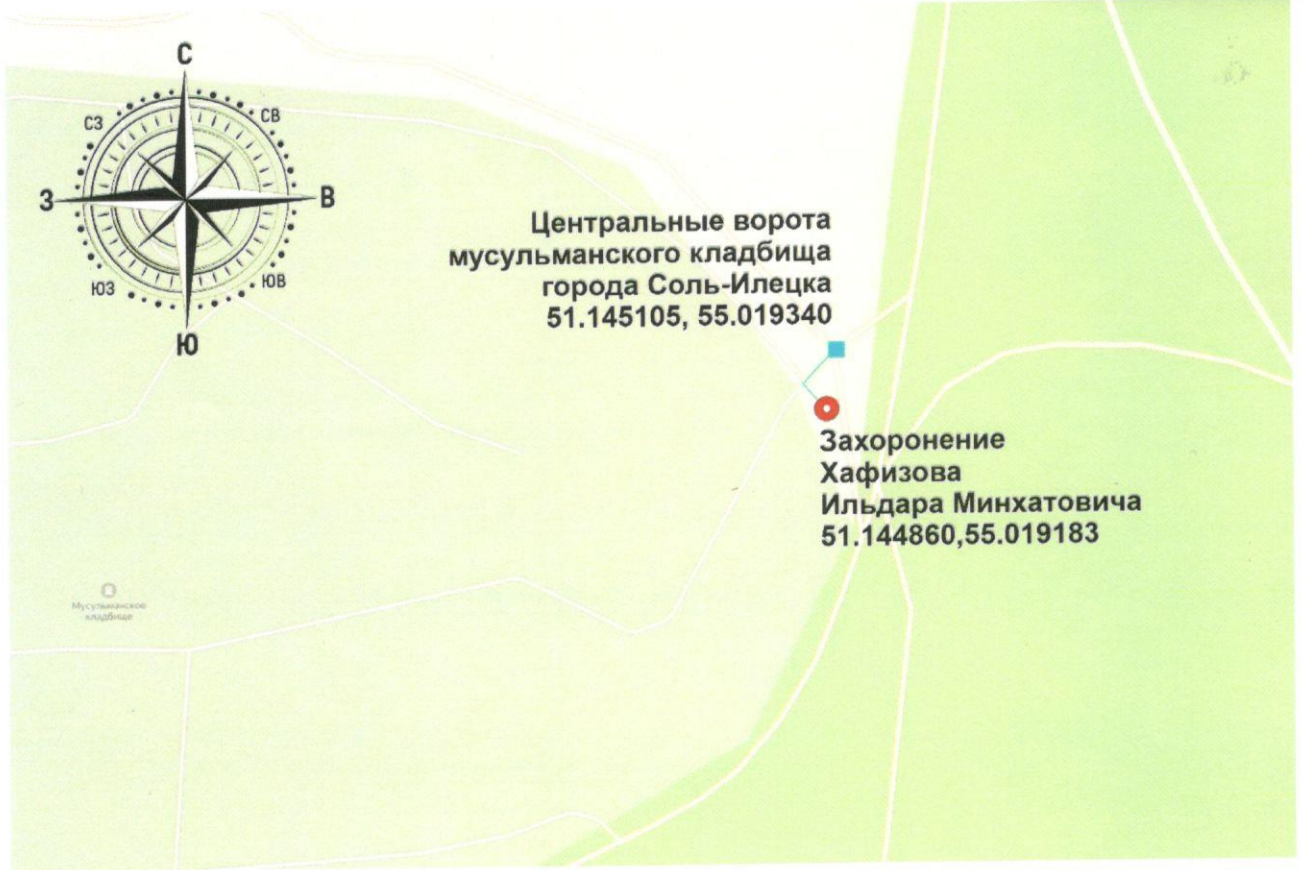 С
СЗ
СВ
З
В
ЮЗ
ЮВ
Ю
Центральные ворота
мусульманского кладбища
города Соль-Илецка
51.145105, 55.019340
Захоронение
Хафизова
Ильдара Минхатовича
51.144860,55.019183
Мусульманское
кладбище